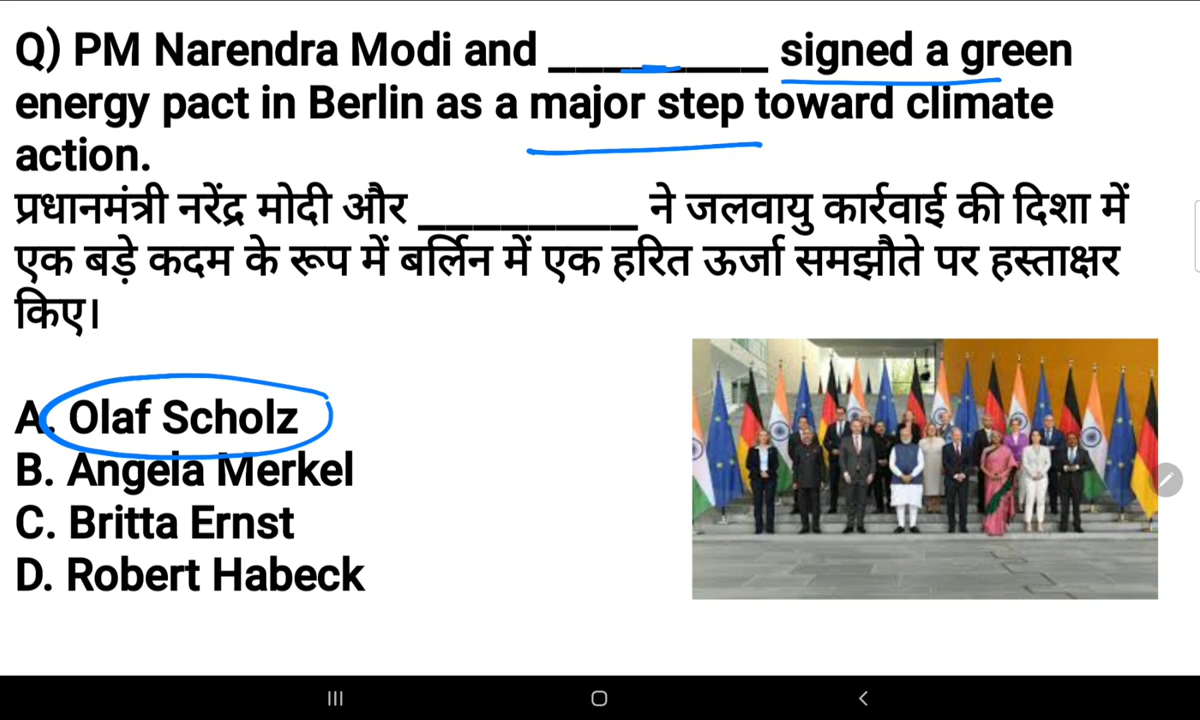 Q) PM Narendra Modi and ________ signed a green
energy pact in Berlin as a major step toward climate
action.
प्रधानमंत्री नरेंद्र मोदी और ________ ने जलवायु कार्रवाई की दिशा में
एक बड़े कदम के रूप में बर्लिन में एक हरित ऊर्जा समझौते पर हस्ताक्षर
किए।
A. Olaf Scholz
B. Angela Merkel
C. Britta Ernst
D. Robert Habeck